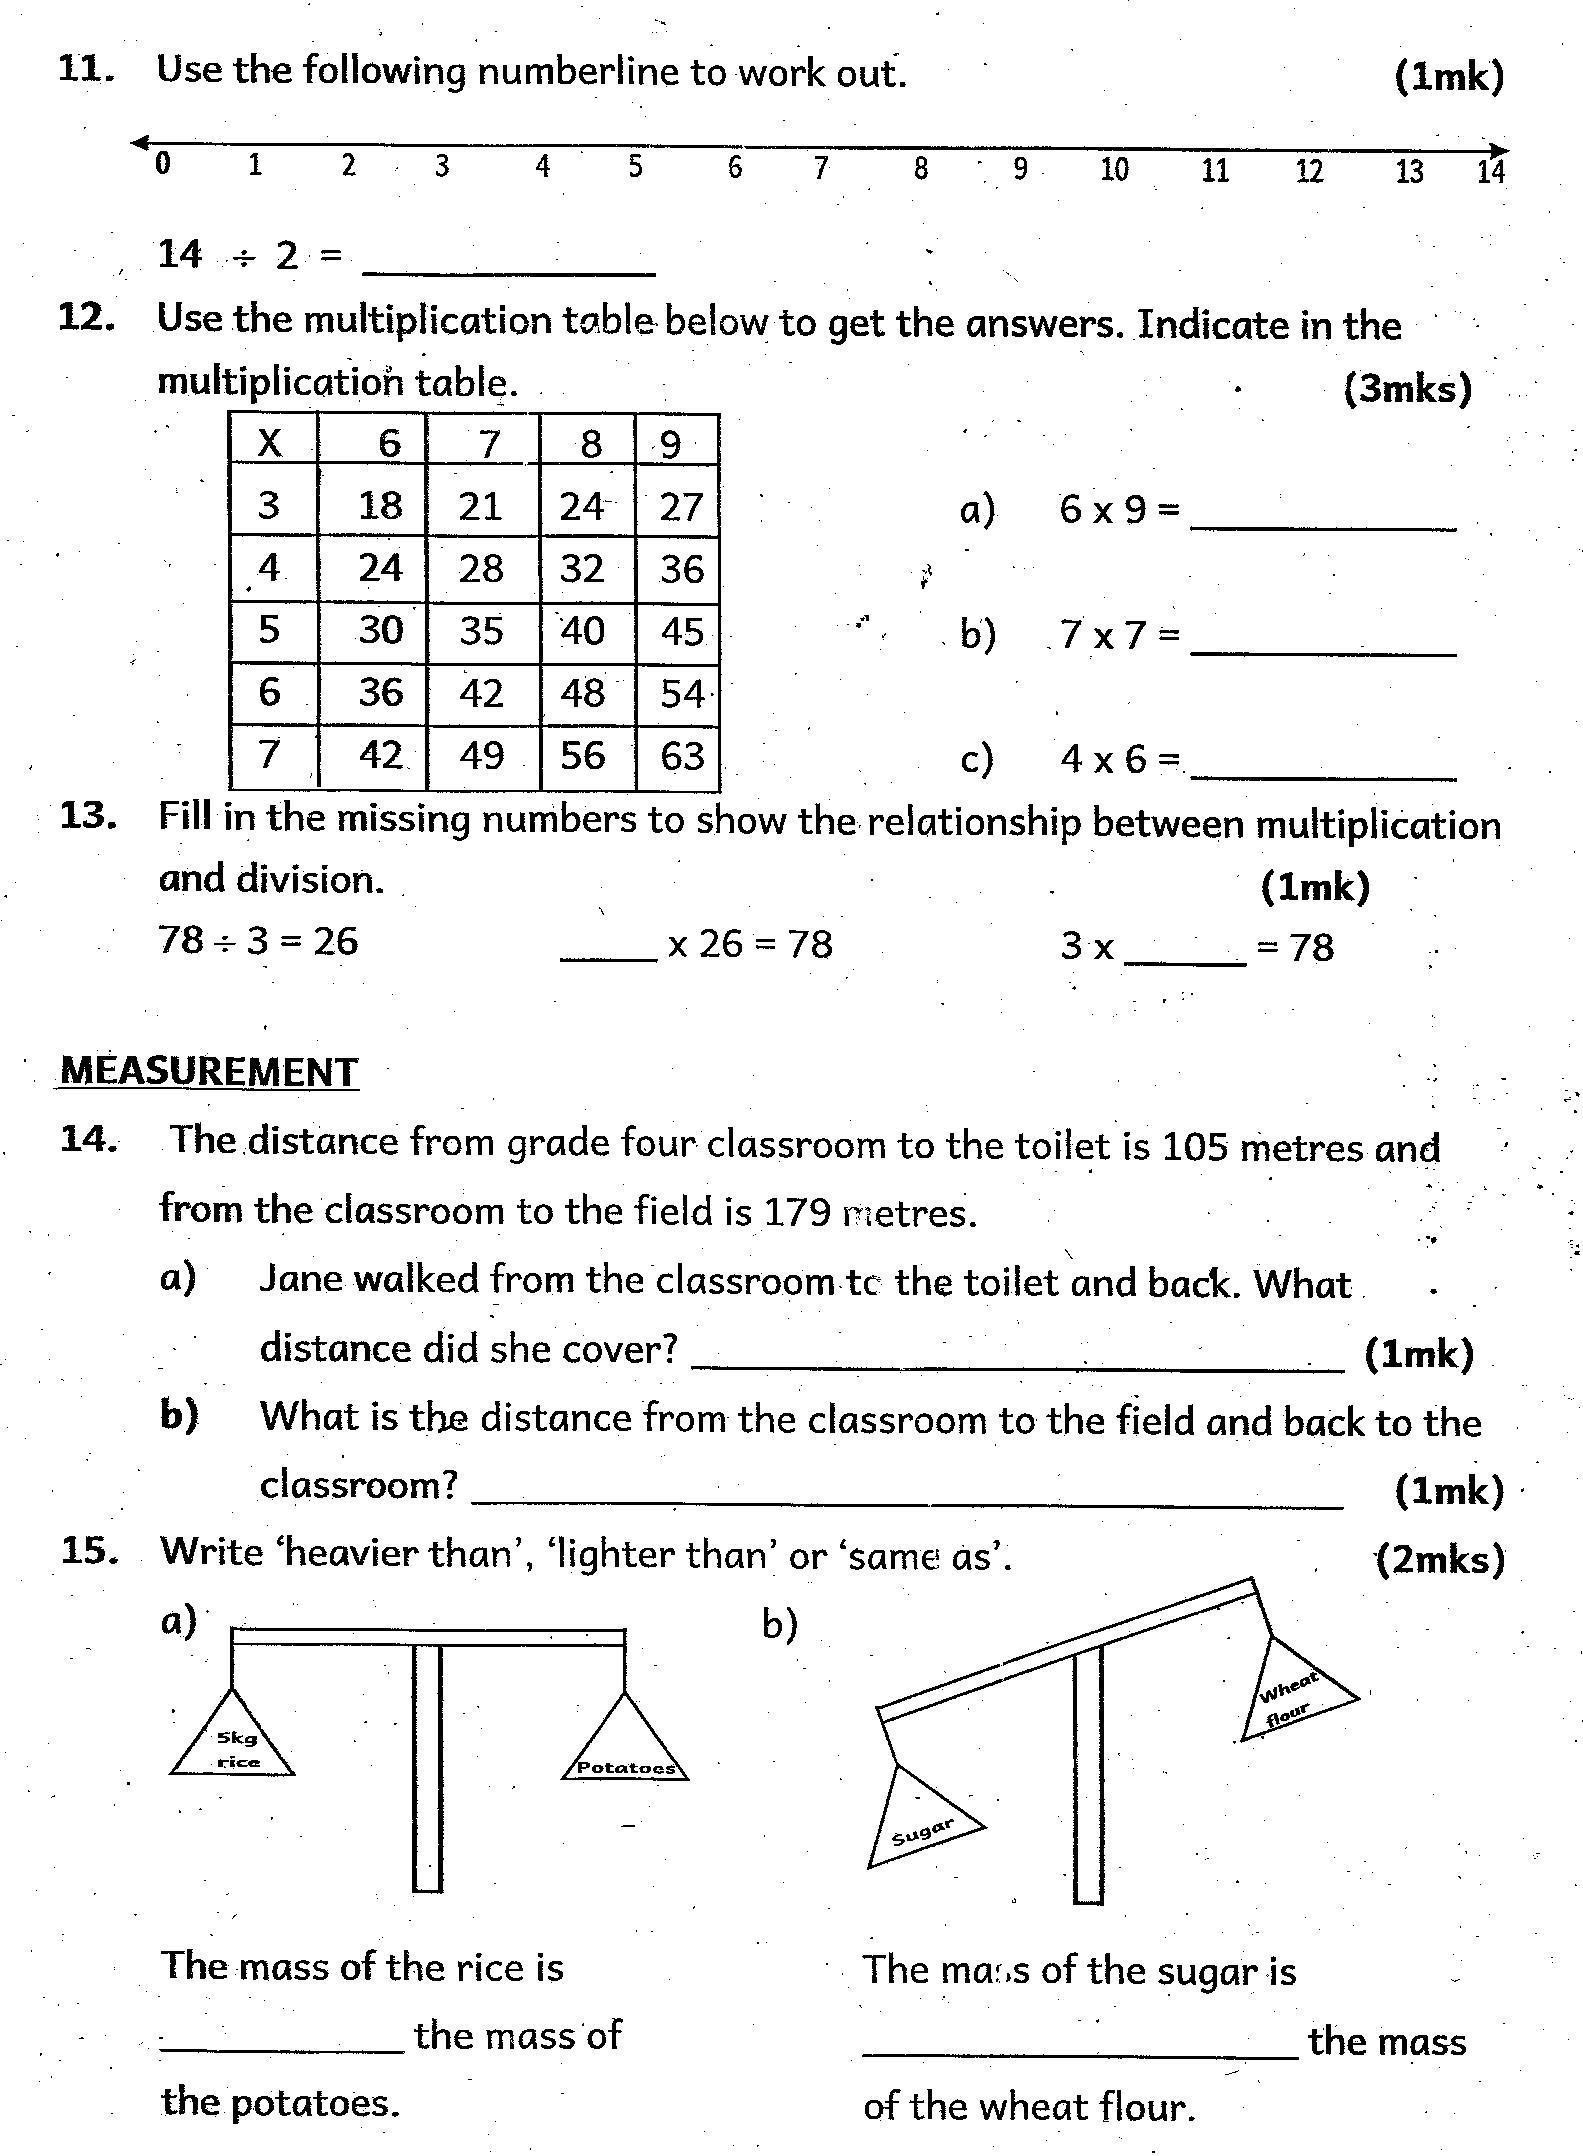 11. Use the following numberline to work out. (1mk)
0 1 2 3 4 5 6 7 8 9 10 11 12 13 14
14 ÷ 2 = ____________
12. Use the multiplication table below to get the answers. Indicate in the
multiplication table. (3mks)
X 6 7 8 9
3 18 21 24 27
4 24 28 32 36
5 30 35 40 45
6 36 42 48 54
7 42 49 56 63
a) 6 x 9 = ____________
b) 7 x 7 = ____________
c) 4 x 6 = ____________
13. Fill in the missing numbers to show the relationship between multiplication
and division. (1mk)
78 ÷ 3 = 26 _____ x 26 = 78 3 x ______ = 78
MEASUREMENT
14. The distance from grade four classroom to the toilet is 105 metres and
from the classroom to the field is 179 metres.
a) Jane walked from the classroom to the toilet and back. What
distance did she cover? ____________ (1mk)
b) What is the distance from the classroom to the field and back to the
classroom? ____________ (1mk)
15. Write ‘heavier than’, ‘lighter than’ or ‘same as’. (2mks)
a)
5kg
rice
Potatoes
b)
Sugar
Wheat
flour
The mass of the rice is
____________ the mass of
the potatoes.
The mass of the sugar is
____________ the mass
of the wheat flour.